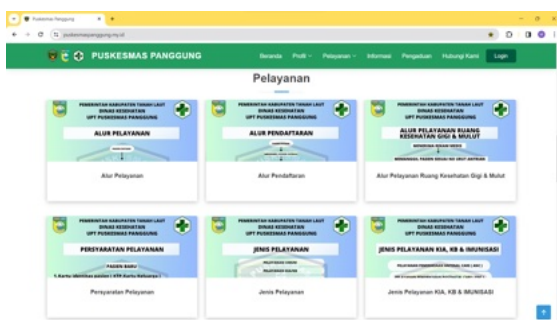 Puskesmas Panggung
puskesmaspanggung.my.id
PUSKESMAS PANGGUNG
Beranda Profil Pelayanan Informasi Pengaduan Hubungi Kami Login
Pelayanan
PEMERINTAH KABUPATEN TANAH LAUT
DINAS KESEHATAN
UPT PUSKESMAS PANGGUNG
ALUR PELAYANAN
Alur Pelayanan
PEMERINTAH KABUPATEN TANAH LAUT
DINAS KESEHATAN
UPT PUSKESMAS PANGGUNG
ALUR PENDAFTARAN
Alur Pendaftaran
PEMERINTAH KABUPATEN TANAH LAUT
DINAS KESEHATAN
UPT PUSKESMAS PANGGUNG
ALUR PELAYANAN RUANG
KESEHATAN GIGI & MULUT
Alur Pelayanan Ruang Kesehatan Gigi & Mulut
PEMERINTAH KABUPATEN TANAH LAUT
DINAS KESEHATAN
UPT PUSKESMAS PANGGUNG
PERSYARATAN PELAYANAN
PASIEN BARU
Persyaratan Pelayanan
PEMERINTAH KABUPATEN TANAH LAUT
DINAS KESEHATAN
UPT PUSKESMAS PANGGUNG
JENIS PELAYANAN
Jenis Pelayanan
PEMERINTAH KABUPATEN TANAH LAUT
DINAS KESEHATAN
UPT PUSKESMAS PANGGUNG
JENIS PELAYANAN KIA, KB & IMUNISASI
Jenis Pelayanan KIA, KB & IMUNISASI